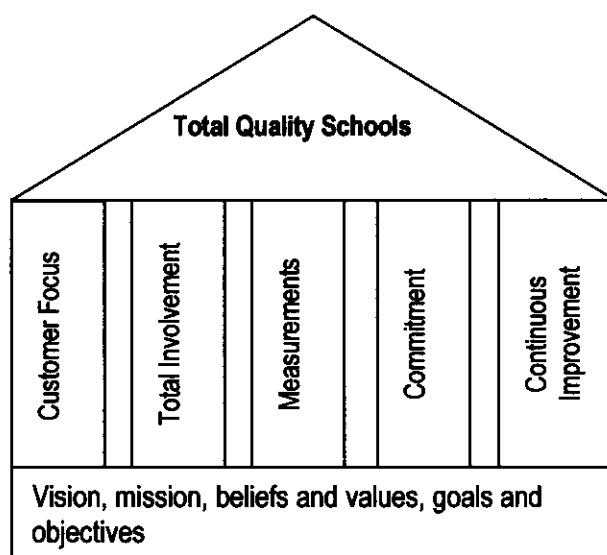 Total Quality Schools
Customer Focus
Total Involvement
Measurements
Commitment
Continuous
Improvement
Vision, mission, beliefs and values, goals and
objectives